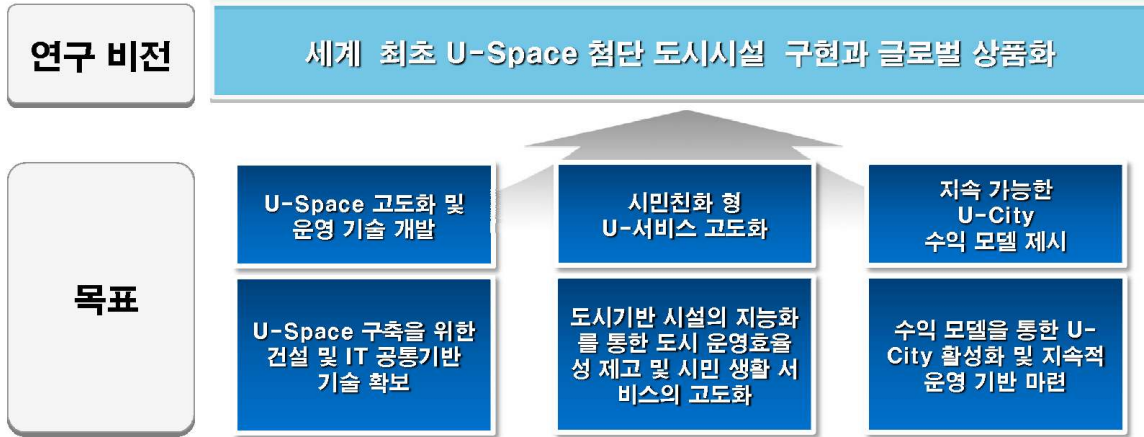 연구 비전
세계 최초 U-Space 첨단 도시시설 구현과 글로벌 상품화
목표
U-Space 고도화 및
운영 기술 개발
시민친화 형
U-서비스 고도화
지속 가능한
U-City
수익 모델 제시
U-Space 구축을 위한
건설 및 IT 공통기반
기술 확보
도시기반 시설의 지능화
를 통한 도시 운영효율
성 제고 및 시민 생활 서
비스의 고도화
수익 모델을 통한 U-
City 활성화 및 지속적
운영 기반 마련